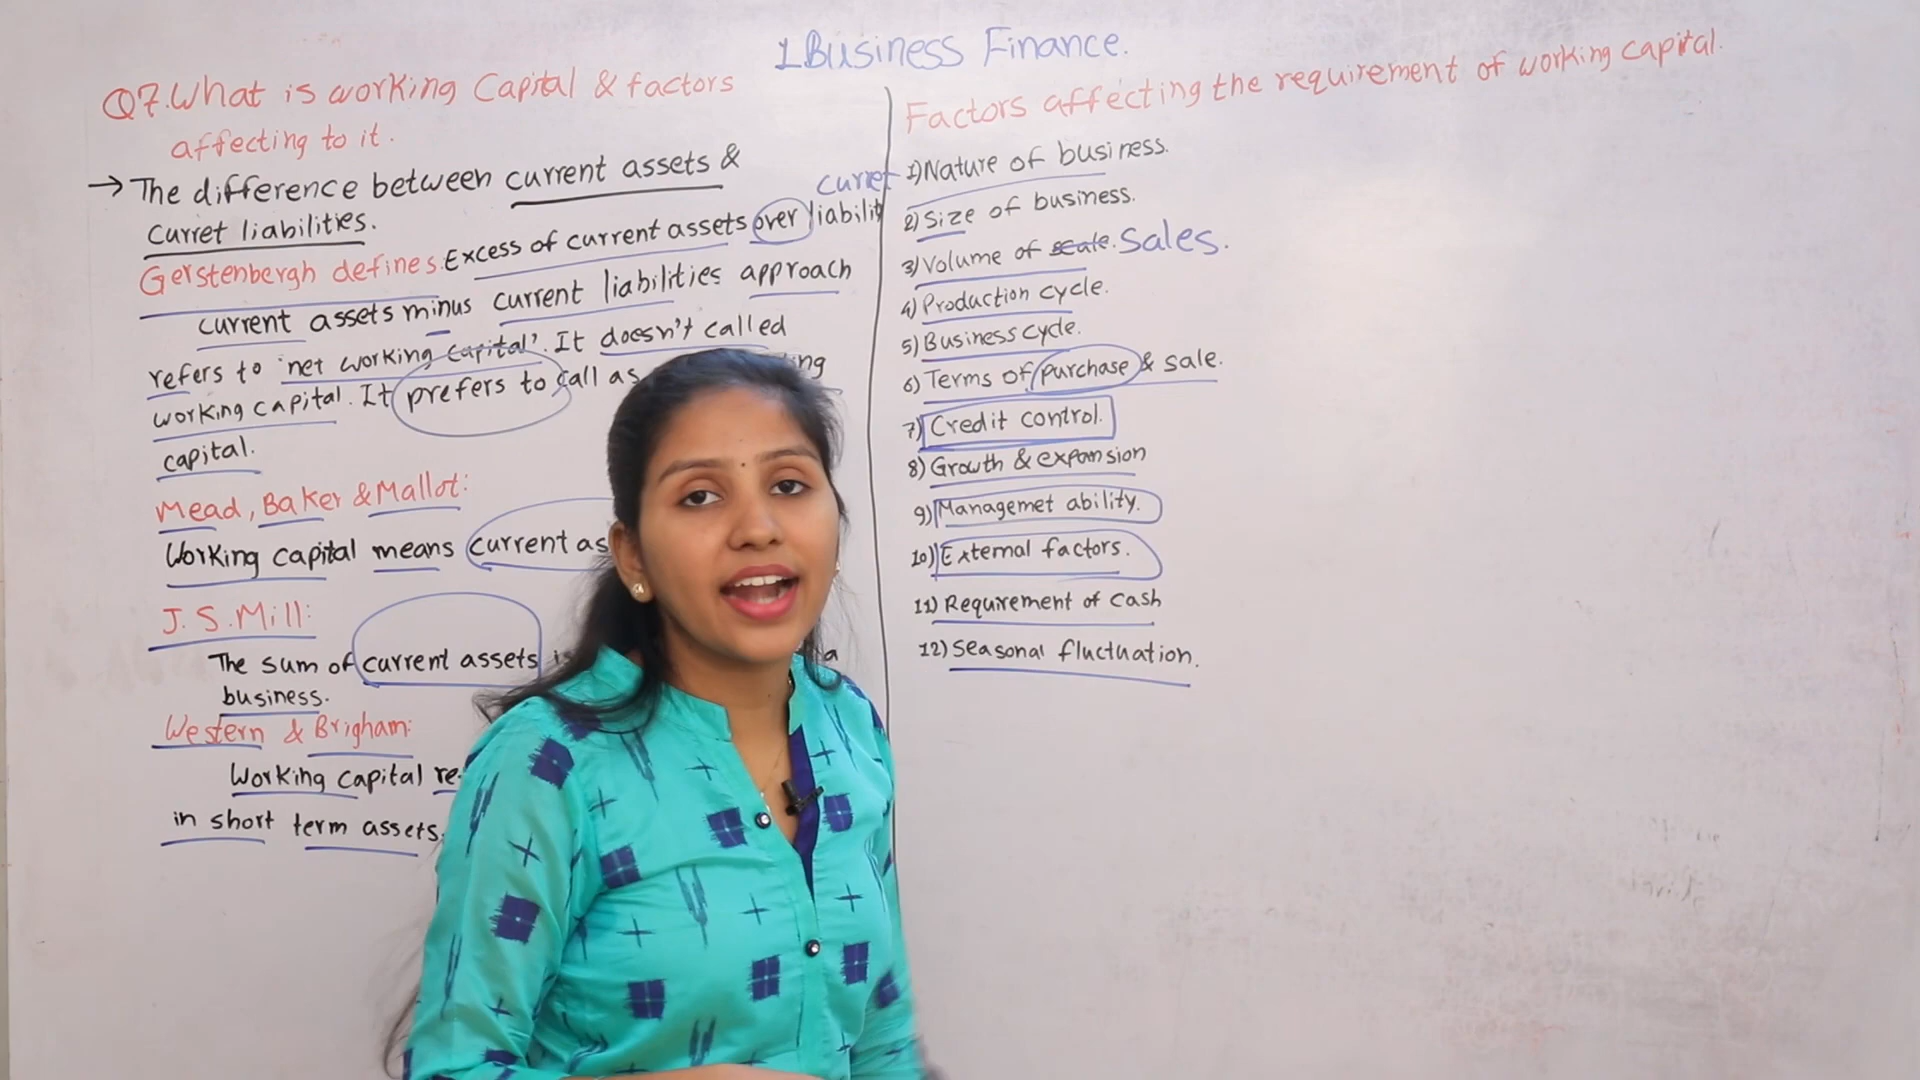 1 Business Finance.
Q7. What is working Capital & factors
affecting to it.
→ The difference between current assets &
curret liabilities.
Gerstenbergh defines. Excess of current assets over curret liabilit
current assets minus current liabilities approach
refers to 'net working capital'. It doesn't called
working capital. It prefers to call as ng
capital.
Mead, Baker & Mallot:
Working capital means current as
J. S. Mill:
The sum of current assets is a
business.
Western & Brigham:
Working capital re
in short term assets.
Factors affecting the requirement of working capital.
1) Nature of business.
2) Size of business.
3) Volume of scale. Sales.
4) Production cycle.
5) Business cycle.
6) Terms of purchase & sale.
7) Credit control.
8) Growth & expansion
9) Managemet ability.
10) External factors.
11) Requirement of cash
12) Seasonal fluctuation.